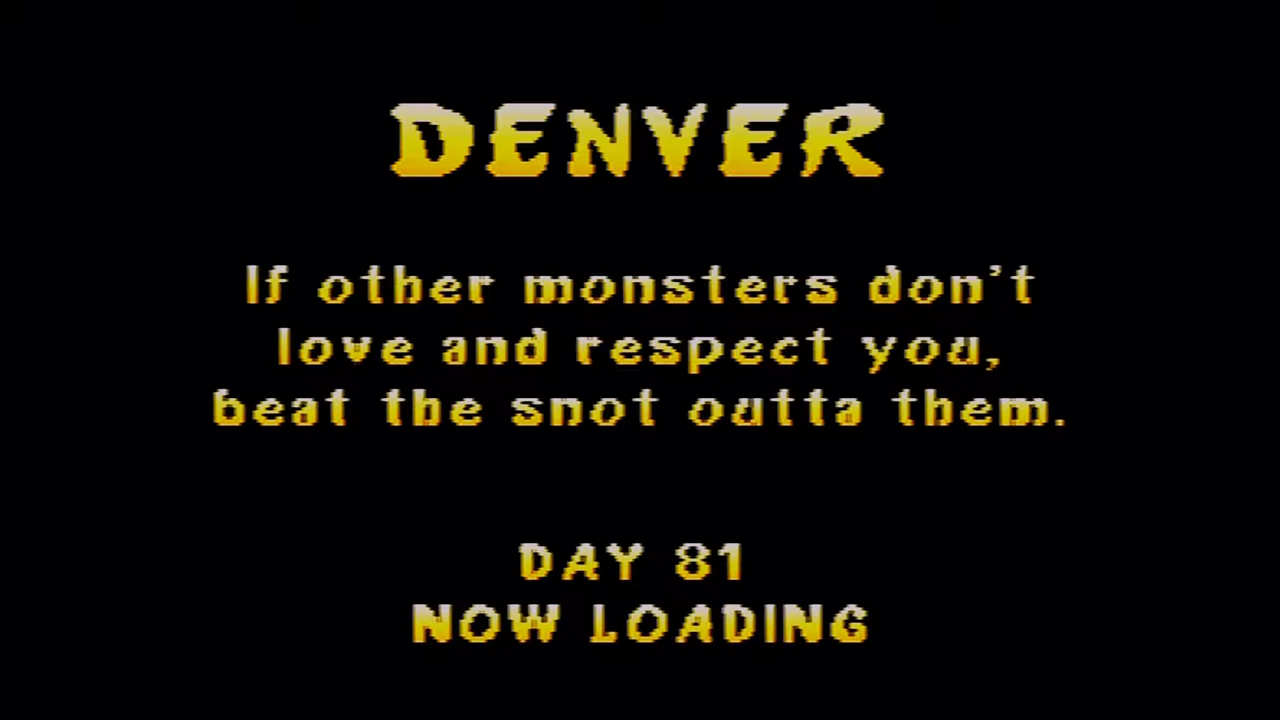 DENVER
If other monsters don't
love and respect you,
beat the snot outta them.
DAY 81
NOW LOADING